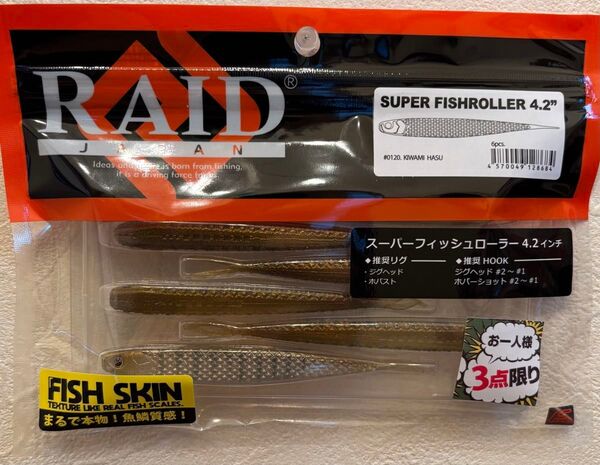 RAID®
JAPAN
Ideas and desire is born from fishing,
it is a driving force
SUPER FISHROLLER 4.2”
6pcs.
#0120. KIWAMI HASU
4 570049 128684
スーパーフィッシュローラー 4.2 インチ
◆推奨リグ ◆推奨 HOOK
・ジグヘッド ジグヘッド #2〜#1
・ホバスト ホバーショット #2〜#1
お一人様
3点限り
FISH SKIN
TEXTURE LIKE REAL FISH SCALES.
まるで本物！魚鱗質感！